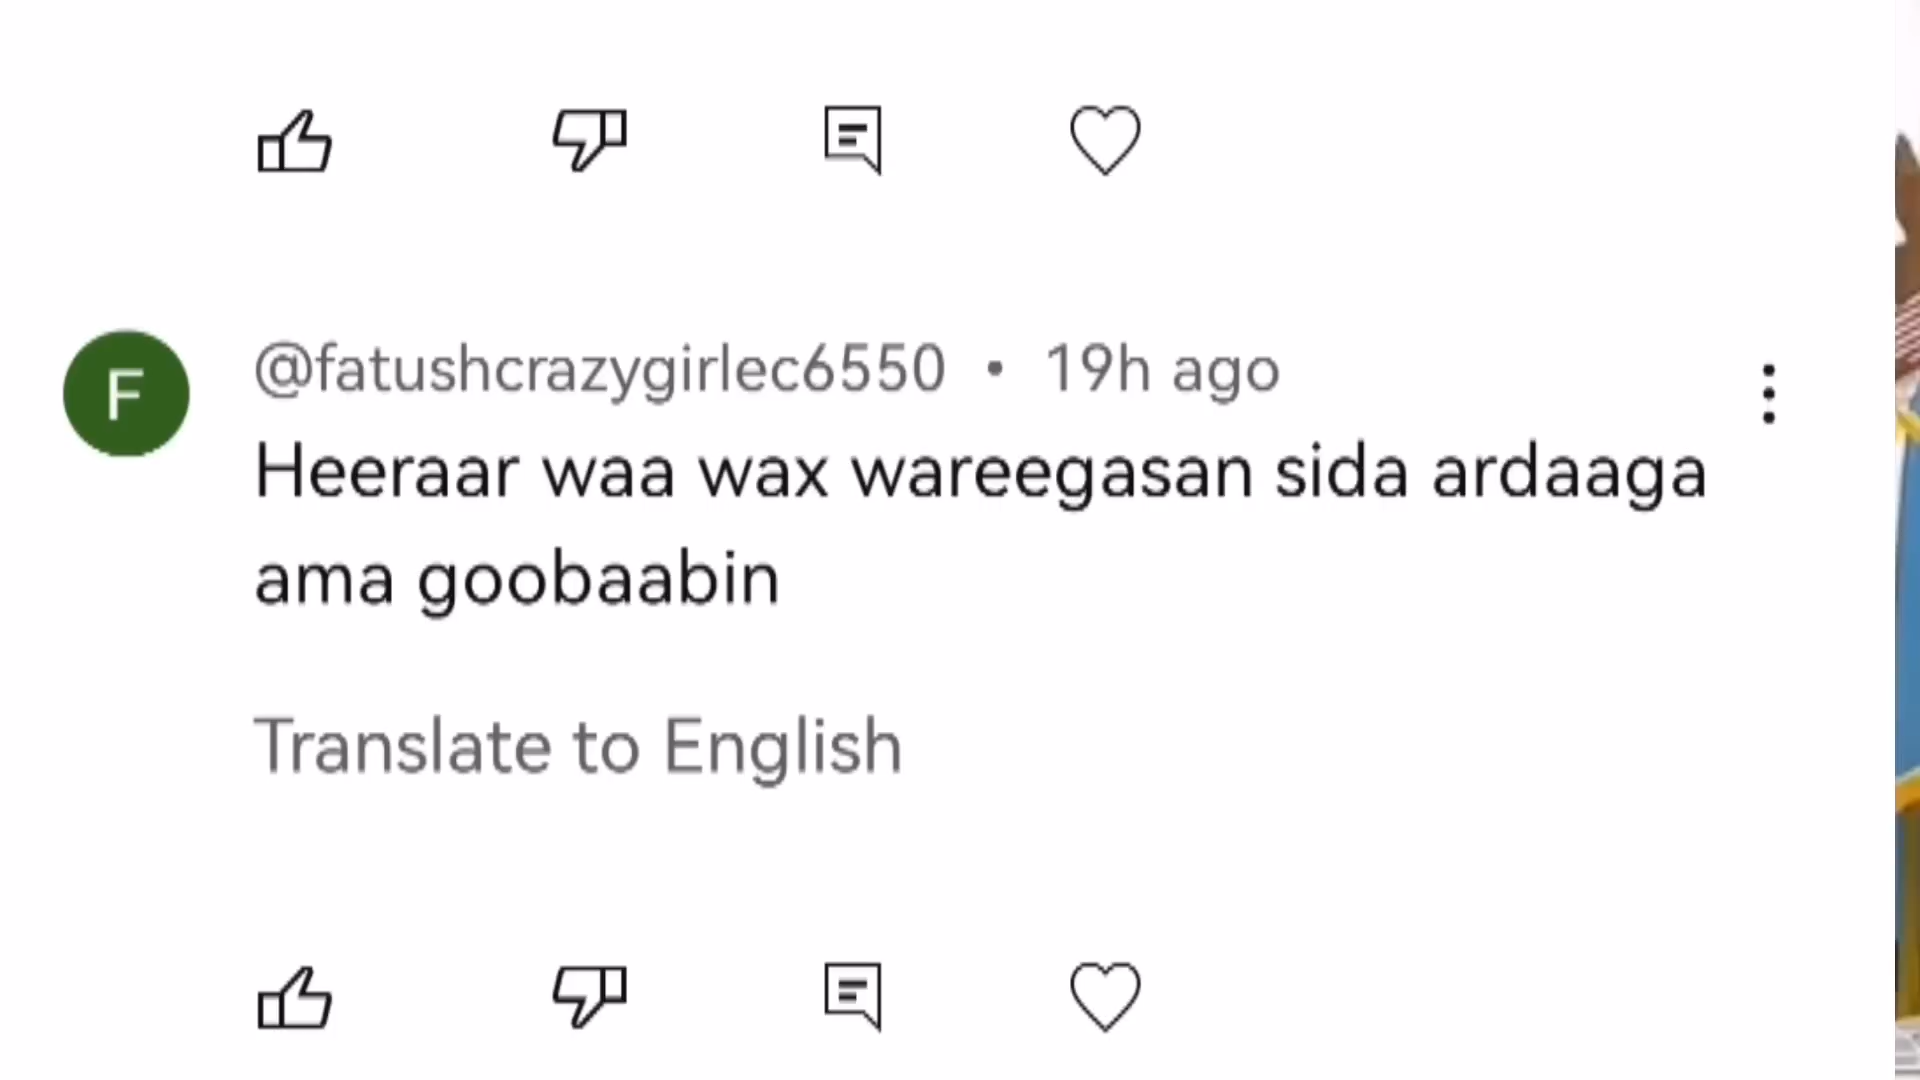 F
@fatushcrazygirlec6550 • 19h ago
Heeraar waa wax wareegasan sida ardaaga
ama goobaabin
Translate to English